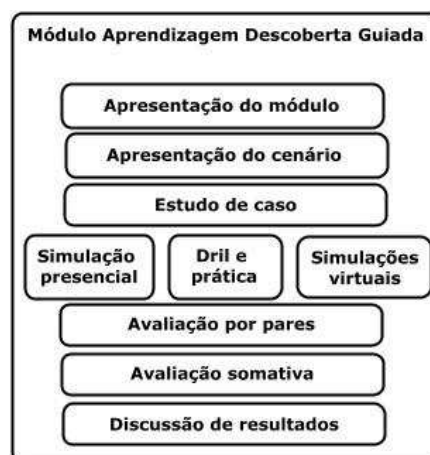 Módulo Aprendizagem Descoberta Guiada
Apresentação do módulo
Apresentação do cenário
Estudo de caso
Simulação
presencial
Dril e
prática
Simulações
virtuais
Avaliação por pares
Avaliação somativa
Discussão de resultados